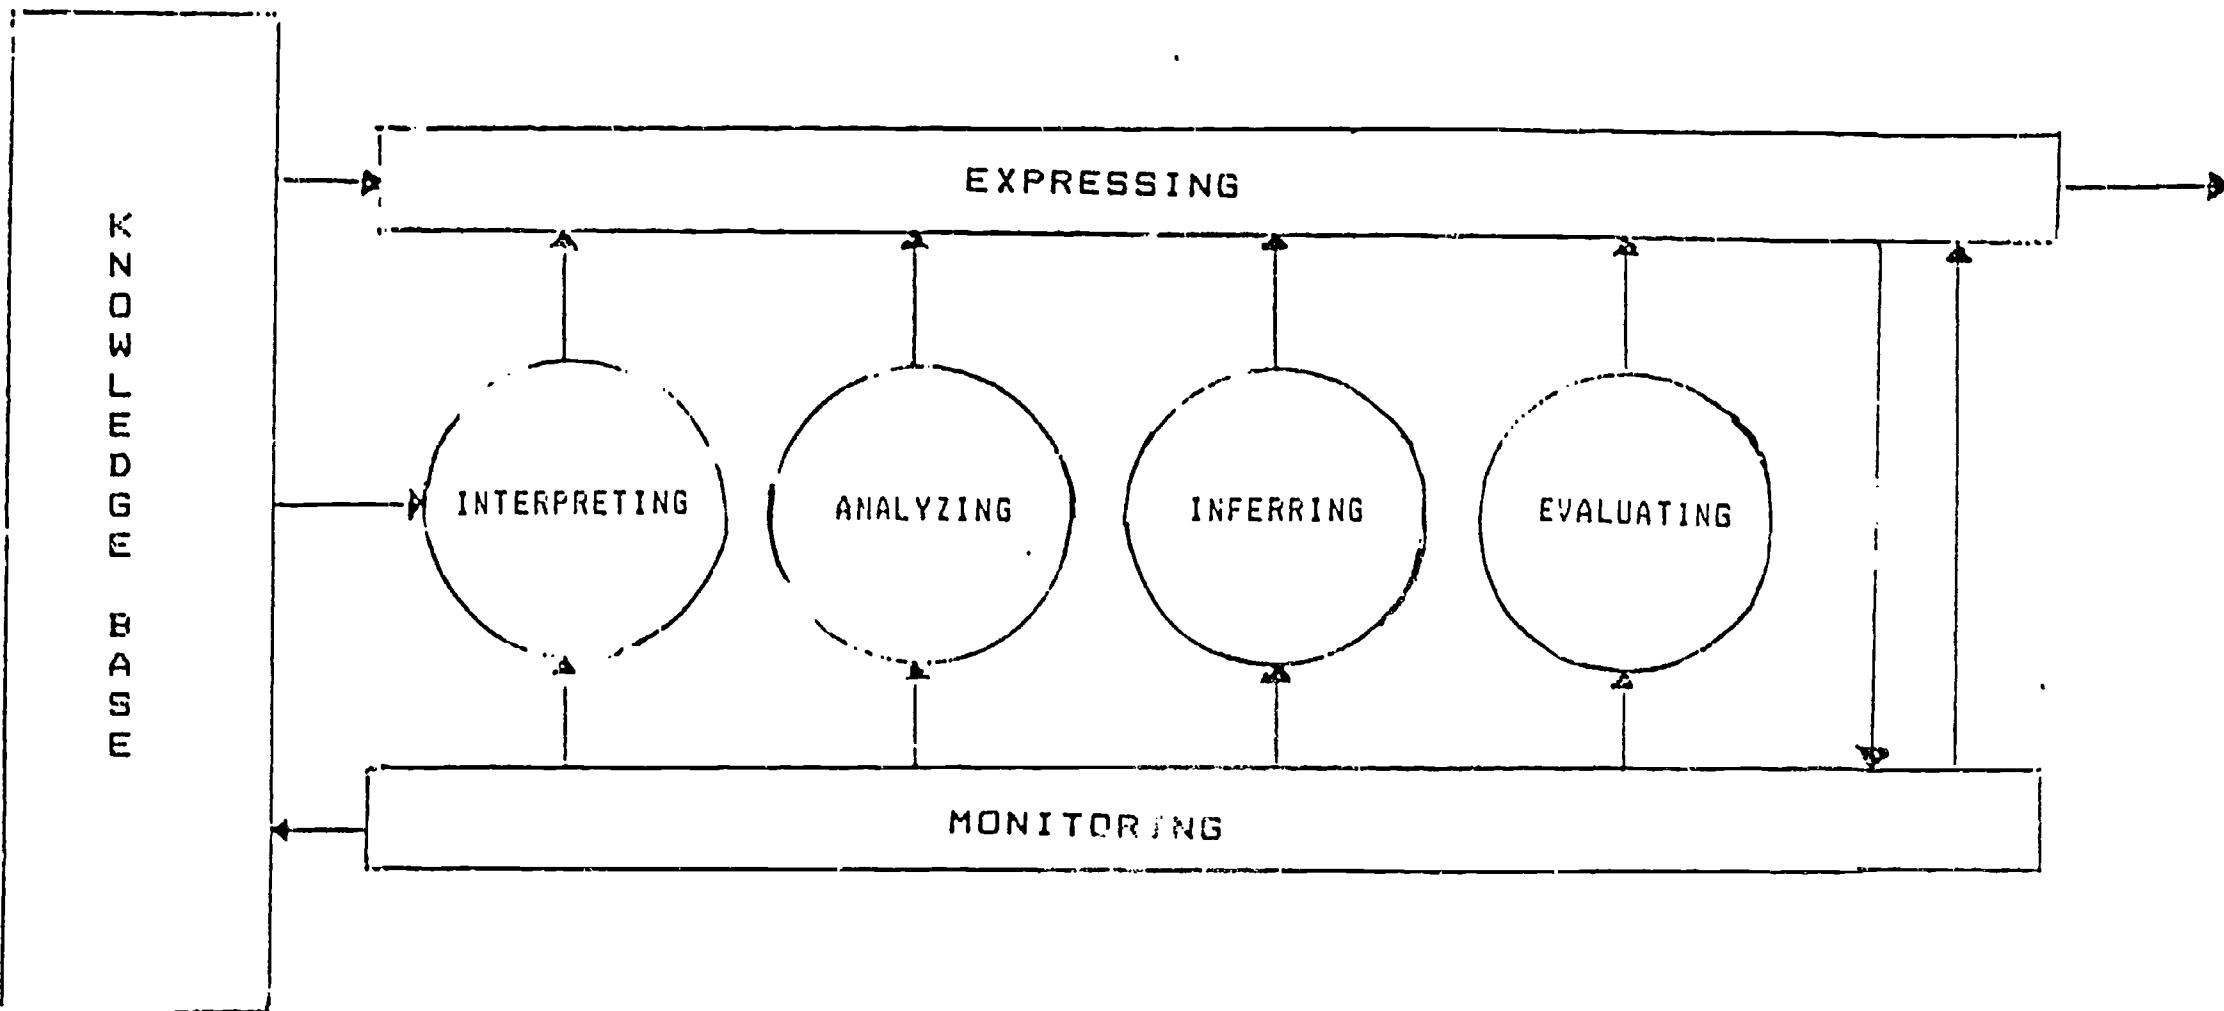 KNOWLEDGE BASE
EXPRESSING
INTERPRETING
ANALYZING
INFERRING
EVALUATING
MONITORING